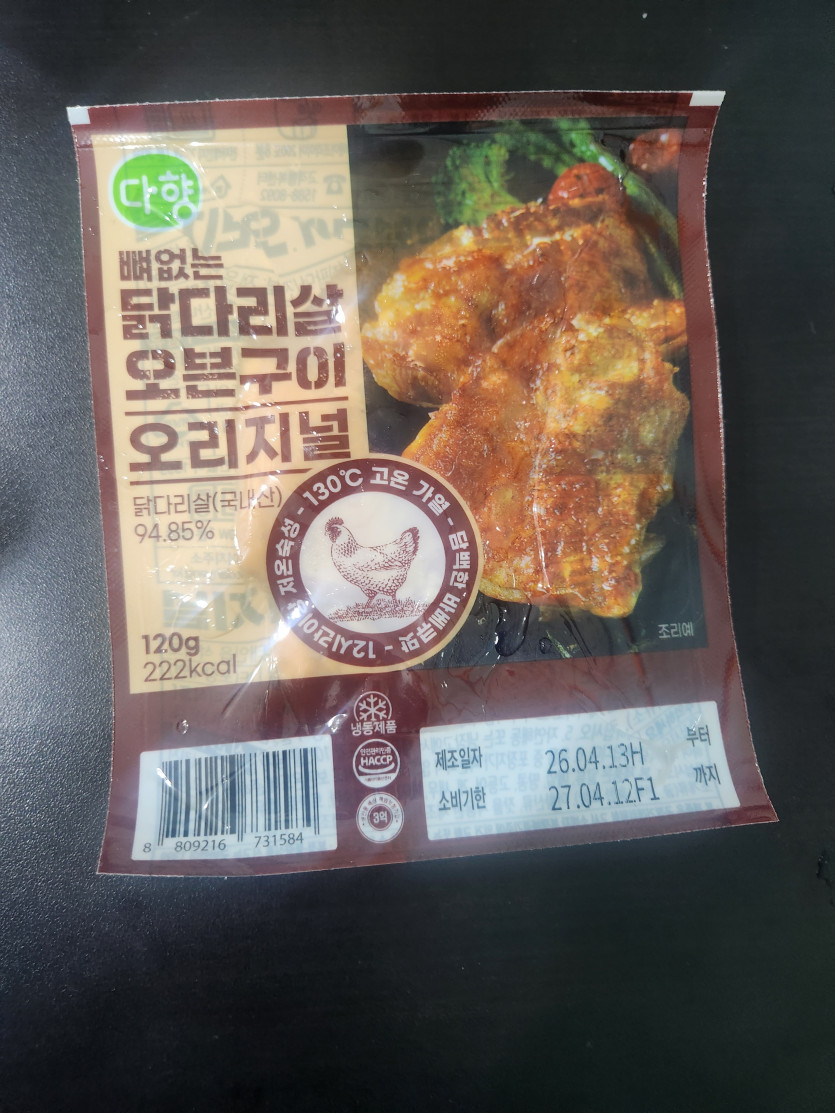 다향
뼈없는
닭다리살
오븐구이
오리지널
닭다리살(국내산)
94.85%
12시간이상 저온숙성 - 130℃ 고온 가열 - 담백한 바베큐맛 -
120g
222kcal
조리예
냉동제품
HACCP
3억
제조일자 26.04.13H 부터
소비기한 27.04.12F1 까지
8 809216 731584